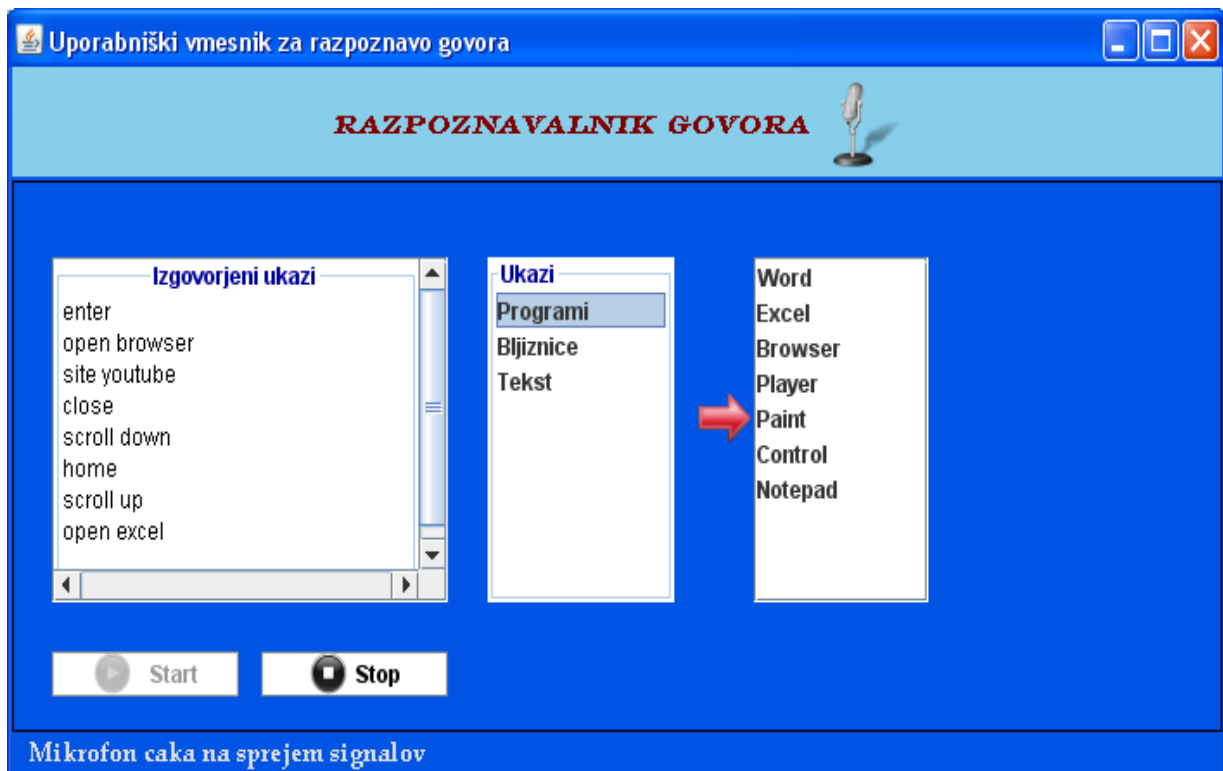 Uporabniški vmesnik za razpoznavo govora
RAZPOZNAVALNIK GOVORA
Izgovorjeni ukazi
enter
open browser
site youtube
close
scroll down
home
scroll up
open excel
Ukazi
Programi
Bljiznice
Tekst
Word
Excel
Browser
Player
Paint
Control
Notepad
Start
Stop
Mikrofon caka na sprejem signalov